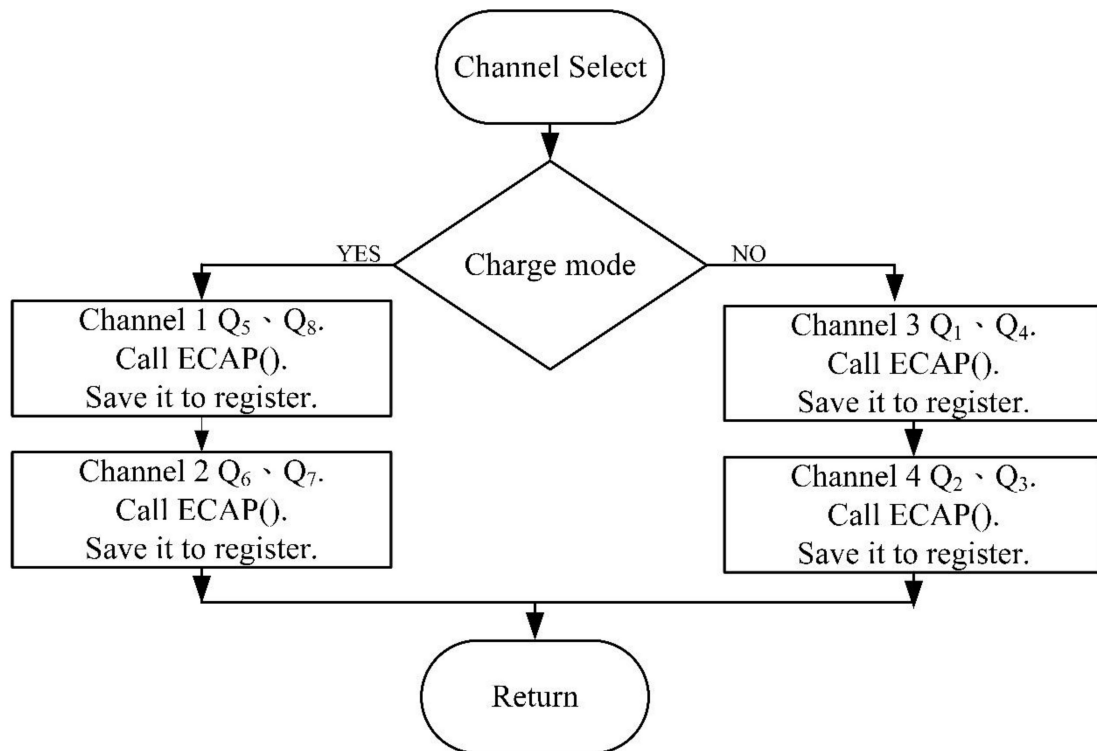 Channel Select
Charge mode
YES
NO
Channel 1 Q₅、Q₈.
Call ECAP().
Save it to register.
Channel 2 Q₆、Q₇.
Call ECAP().
Save it to register.
Channel 3 Q₁、Q₄.
Call ECAP().
Save it to register.
Channel 4 Q₂、Q₃.
Call ECAP().
Save it to register.
Return